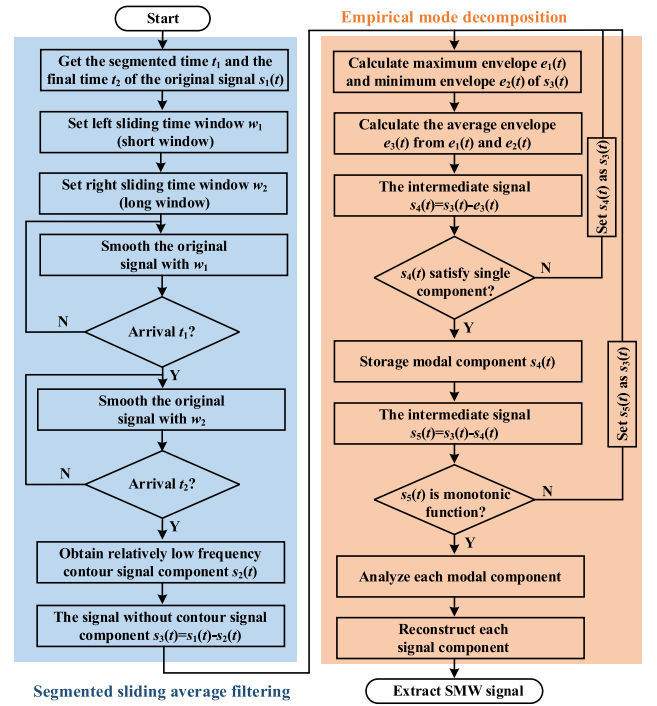 Start
Get the segmented time t₁ and the
final time t₂ of the original signal s₁(t)
Set left sliding time window w₁
(short window)
Set right sliding time window w₂
(long window)
Smooth the original
signal with w₁
N
Arrival t₁?
Y
Smooth the original
signal with w₂
N
Arrival t₂?
Y
Obtain relatively low frequency
contour signal component s₂(t)
The signal without contour signal
component s₃(t)=s₁(t)-s₂(t)
Segmented sliding average filtering
Empirical mode decomposition
Calculate maximum envelope e₁(t)
and minimum envelope e₂(t) of s₃(t)
Calculate the average envelope
e₃(t) from e₁(t) and e₂(t)
The intermediate signal
s₄(t)=s₃(t)-e₃(t)
s₄(t) satisfy single
component?
N
Set s₄(t) as s₃(t)
Y
Storage modal component s₄(t)
The intermediate signal
s₅(t)=s₃(t)-s₄(t)
s₅(t) is monotonic
function?
N
Set s₅(t) as s₃(t)
Y
Analyze each modal component
Reconstruct each
signal component
Extract SMW signal